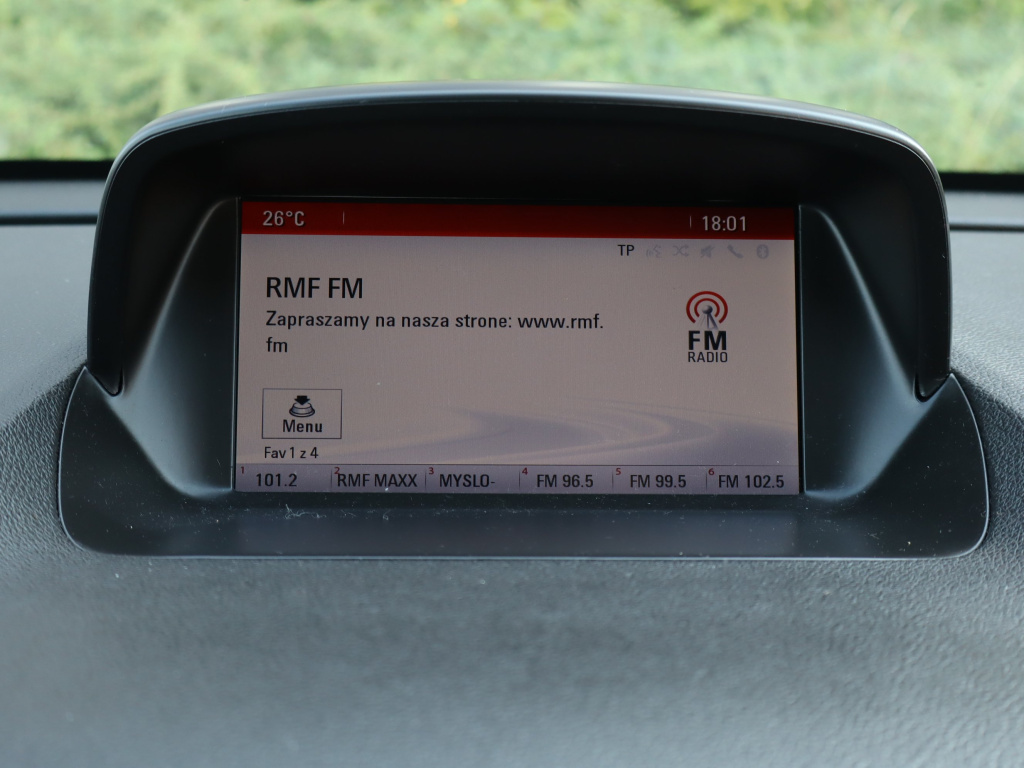 26°C 18:01
TP
RMF FM
Zapraszamy na nasza strone: www.rmf.
fm
FM
RADIO
Menu
Fav 1 z 4
1 101.2 2 RMF MAXX 3 MYSLO- 4 FM 96.5 5 FM 99.5 6 FM 102.5